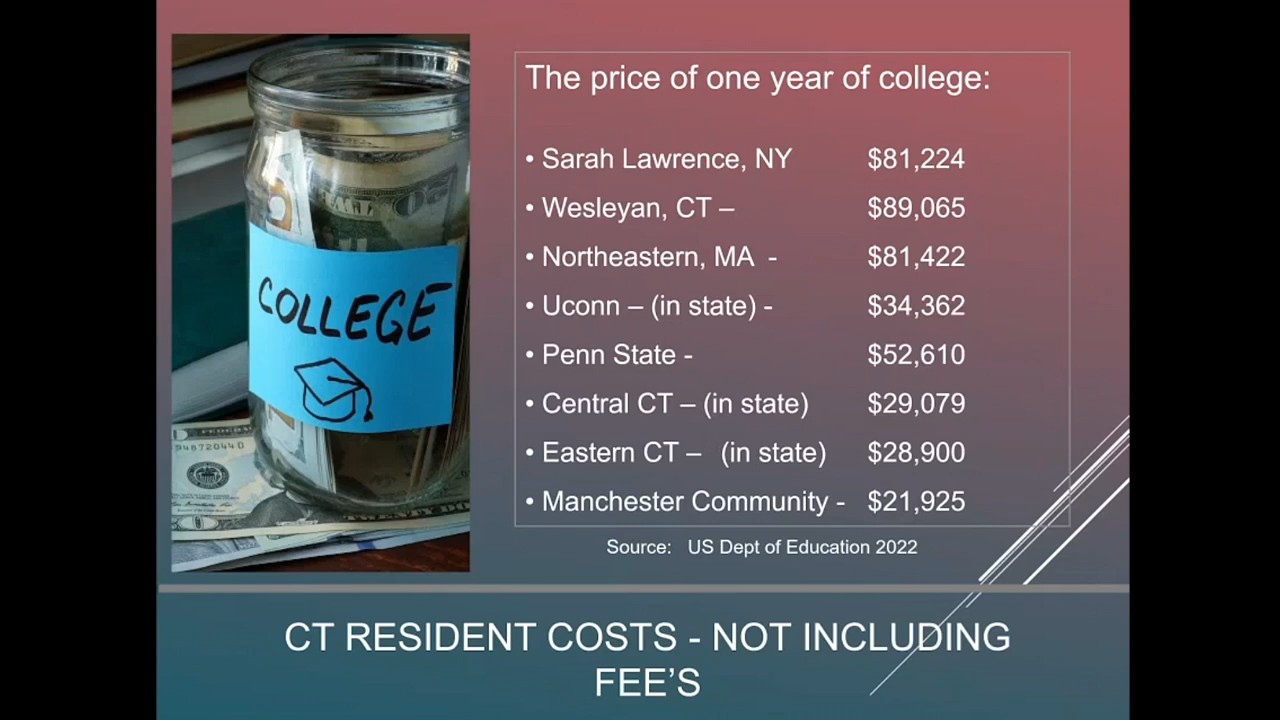 The price of one year of college:
• Sarah Lawrence, NY $81,224
• Wesleyan, CT – $89,065
• Northeastern, MA - $81,422
• Uconn – (in state) - $34,362
• Penn State - $52,610
• Central CT – (in state) $29,079
• Eastern CT – (in state) $28,900
• Manchester Community - $21,925
Source: US Dept of Education 2022
COLLEGE
CT RESIDENT COSTS - NOT INCLUDING
FEE'S